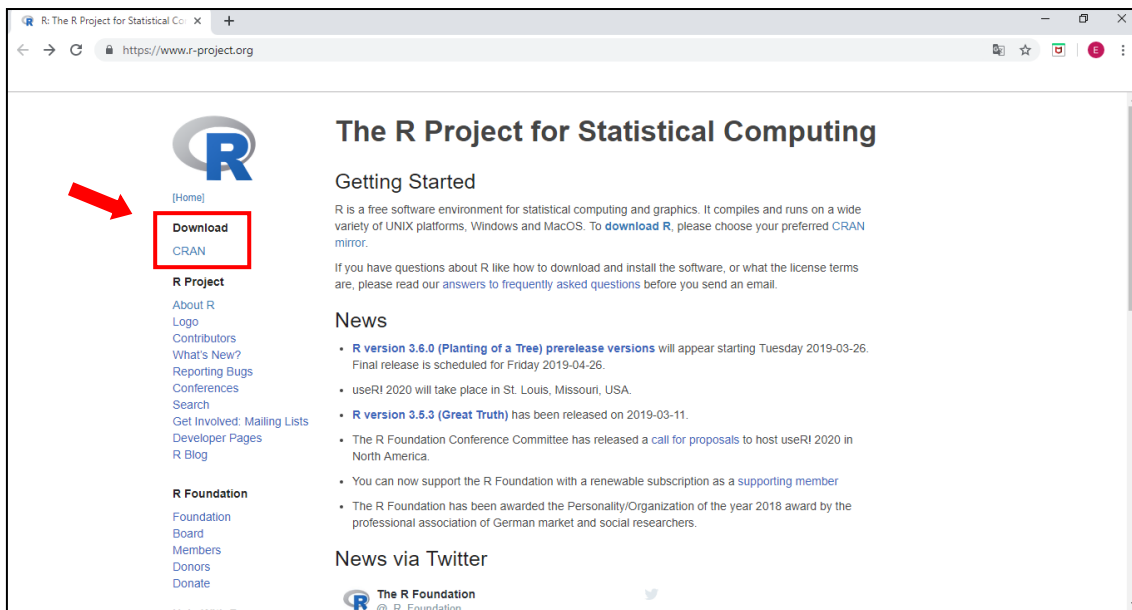 R: The R Project for Statistical Co
https://www.r-project.org
E
R
[Home]
Download
CRAN
R Project
About R
Logo
Contributors
What's New?
Reporting Bugs
Conferences
Search
Get Involved: Mailing Lists
Developer Pages
R Blog
R Foundation
Foundation
Board
Members
Donors
Donate
The R Project for Statistical Computing
Getting Started
R is a free software environment for statistical computing and graphics. It compiles and runs on a wide
variety of UNIX platforms, Windows and MacOS. To download R, please choose your preferred CRAN
mirror.
If you have questions about R like how to download and install the software, or what the license terms
are, please read our answers to frequently asked questions before you send an email.
News
• R version 3.6.0 (Planting of a Tree) prerelease versions will appear starting Tuesday 2019-03-26.
Final release is scheduled for Friday 2019-04-26.
• useR! 2020 will take place in St. Louis, Missouri, USA.
• R version 3.5.3 (Great Truth) has been released on 2019-03-11.
• The R Foundation Conference Committee has released a call for proposals to host useR! 2020 in
North America.
• You can now support the R Foundation with a renewable subscription as a supporting member
• The R Foundation has been awarded the Personality/Organization of the year 2018 award by the
professional association of German market and social researchers.
News via Twitter
R
The R Foundation
@_R_Foundation